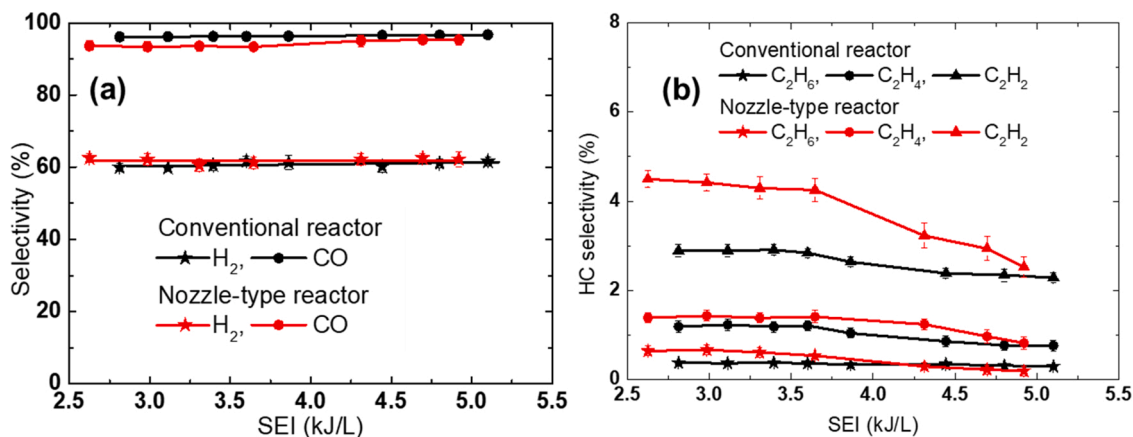 100
80
60
40
20
0
Selectivity (%)
(a)
Conventional reactor
H₂, CO
Nozzle-type reactor
H₂, CO
2.5 3.0 3.5 4.0 4.5 5.0 5.5
SEI (kJ/L)
8
6
4
2
0
HC selectivity (%)
(b)
Conventional reactor
C₂H₆, C₂H₄, C₂H₂
Nozzle-type reactor
C₂H₆, C₂H₄, C₂H₂
2.5 3.0 3.5 4.0 4.5 5.0 5.5
SEI (kJ/L)